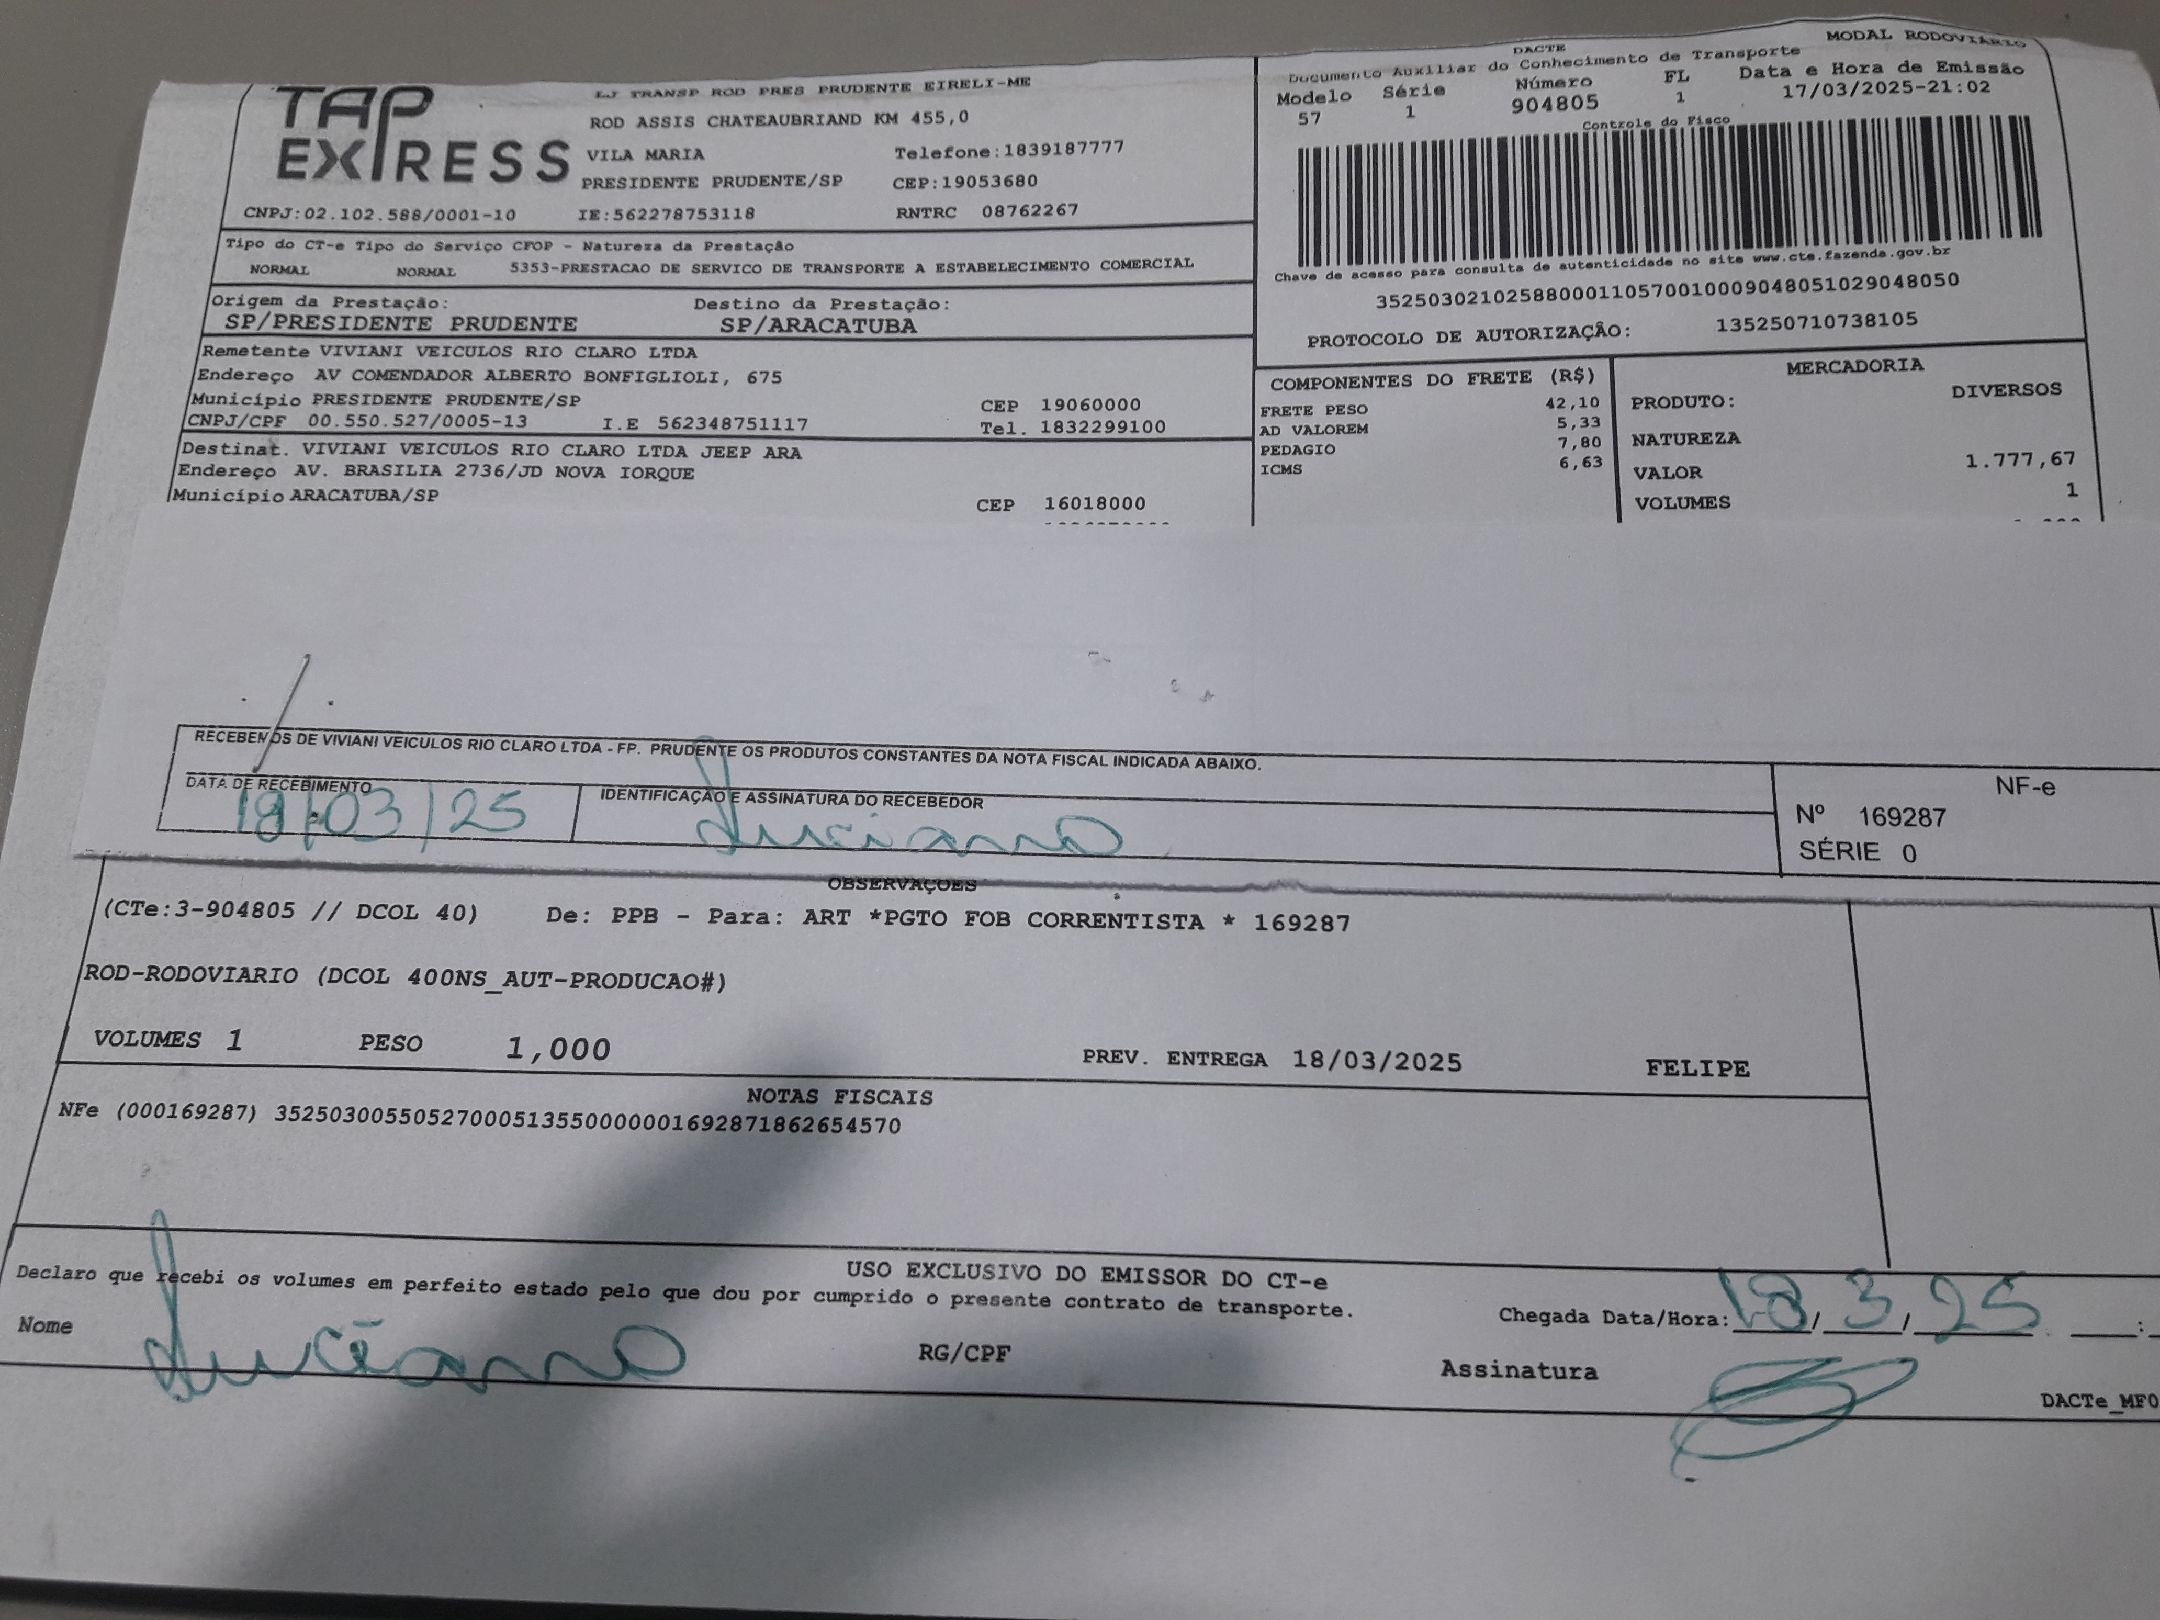 TAP EXPRESS
LJ TRANSP ROD PRES PRUDENTE EIRELI-ME
ROD ASSIS CHATEAUBRIAND KM 455,0
VILA MARIA Telefone:1839187777
PRESIDENTE PRUDENTE/SP CEP:19053680
CNPJ:02.102.588/0001-10 IE:562278753118 RNTRC 08762267
Tipo do CT-e Tipo do Serviço CFOP - Natureza da Prestação
NORMAL NORMAL 5353-PRESTACAO DE SERVICO DE TRANSPORTE A ESTABELECIMENTO COMERCIAL
Origem da Prestação: Destino da Prestação:
SP/PRESIDENTE PRUDENTE SP/ARACATUBA
Remetente VIVIANI VEICULOS RIO CLARO LTDA
Endereço AV COMENDADOR ALBERTO BONFIGLIOLI, 675
Município PRESIDENTE PRUDENTE/SP CEP 19060000
CNPJ/CPF 00.550.527/0005-13 I.E 562348751117 Tel. 1832299100
Destinat. VIVIANI VEICULOS RIO CLARO LTDA JEEP ARA
Endereço AV. BRASILIA 2736/JD NOVA IORQUE
Município ARACATUBA/SP CEP 16018000
DACTE MODAL RODOVIÁRIO
Documento Auxiliar do Conhecimento de Transporte
Modelo Série Número FL Data e Hora de Emissão
57 1 904805 1 17/03/2025-21:02
Controle do Fisco
Chave de acesso para consulta de autenticidade no site www.cte.fazenda.gov.br
35250302102588000110570010009048051029048050
PROTOCOLO DE AUTORIZAÇÃO: 135250710738105
COMPONENTES DO FRETE (R$)
FRETE PESO 42,10
AD VALOREM 5,33
PEDAGIO 7,80
ICMS 6,63
MERCADORIA
PRODUTO: DIVERSOS
NATUREZA
VALOR 1.777,67
VOLUMES 1
RECEBEMOS DE VIVIANI VEICULOS RIO CLARO LTDA - FP. PRUDENTE OS PRODUTOS CONSTANTES DA NOTA FISCAL INDICADA ABAIXO.
DATA DE RECEBIMENTO IDENTIFICAÇÃO E ASSINATURA DO RECEBEDOR
18/03/25 Luciano
NF-e
Nº 169287
SÉRIE 0
OBSERVAÇOES
(CTe:3-904805 // DCOL 40) De: PPB - Para: ART *PGTO FOB CORRENTISTA * 169287
ROD-RODOVIARIO (DCOL 400NS_AUT-PRODUCAO#)
VOLUMES 1 PESO 1,000 PREV. ENTREGA 18/03/2025 FELIPE
NOTAS FISCAIS
NFe (000169287) 35250300550527000513550000001692871862654570
USO EXCLUSIVO DO EMISSOR DO CT-e
Declaro que recebi os volumes em perfeito estado pelo que dou por cumprido o presente contrato de transporte.
Chegada Data/Hora: 18/3/25 :
Nome Luciano RG/CPF Assinatura
DACTe_MF0